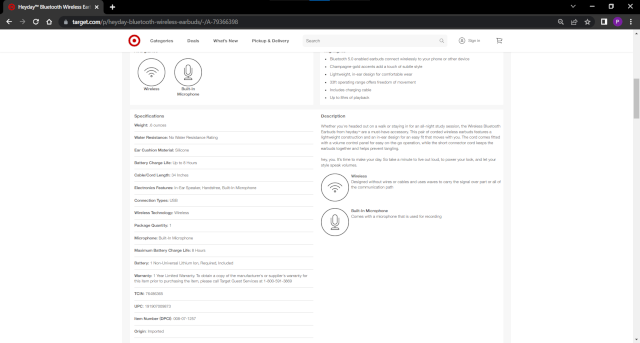 Heyday™ Bluetooth Wireless Earb
target.com/p/heyday-bluetooth-wireless-earbuds/-/A-79366398
Categories Deals What's New Pickup & Delivery Search Sign in
Wireless
Built-In
Microphone
Bluetooth 5.0 enabled earbuds connect wirelessly to your phone or other device
Champagne gold accents add a touch of subtle style
Lightweight, in-ear design for comfortable wear
33ft operating range offers freedom of movement
Includes charging cable
Up to 6hrs of playback
Specifications
Weight: ounces
Water Resistance: No Water Resistance Rating
Ear Cushion Material: Silicone
Battery Charge Life: Up to 6 Hours
Cable/Cord Length: 24 Inches
Electronics Features: In-Ear Speaker, Handsfree, Built-In Microphone
Connection Types: USB
Wireless Technology: Wireless
Package Quantity: 1
Microphone: Built-In Microphone
Maximum Battery Charge Life: 6 Hours
Battery: 1 Non-Universal Lithium Ion, Required, Included
Warranty: 1 Year Limited Warranty. To obtain a copy of the manufacturer's or supplier's warranty for
this item prior to purchasing the item, please call Target Guest Services at 1-800-591-3869
TCIN:
UPC:
Item Number (DPCI):
Origin: Imported
Description
Whether you're headed out on a walk or staying in for an all-night study session, the Wireless Bluetooth
Earbuds from heyday™ are a must-have accessory. This pair of compact wireless earbuds features a
lightweight construction and an in-ear design for an easy fit that moves with you. The cord comes fitted
with a volume control panel for ease on the go operation, while the short connector cord keeps the
earbuds together and helps prevent tangling.
hey, you. It's time to make your day. So take a minute to live out loud, to power your look, and let your
style speak volumes.
Wireless
Designed without wires or cables and uses waves to carry the signal over part or all of
the communication path
Built-In Microphone
Comes with a microphone that is used for recording